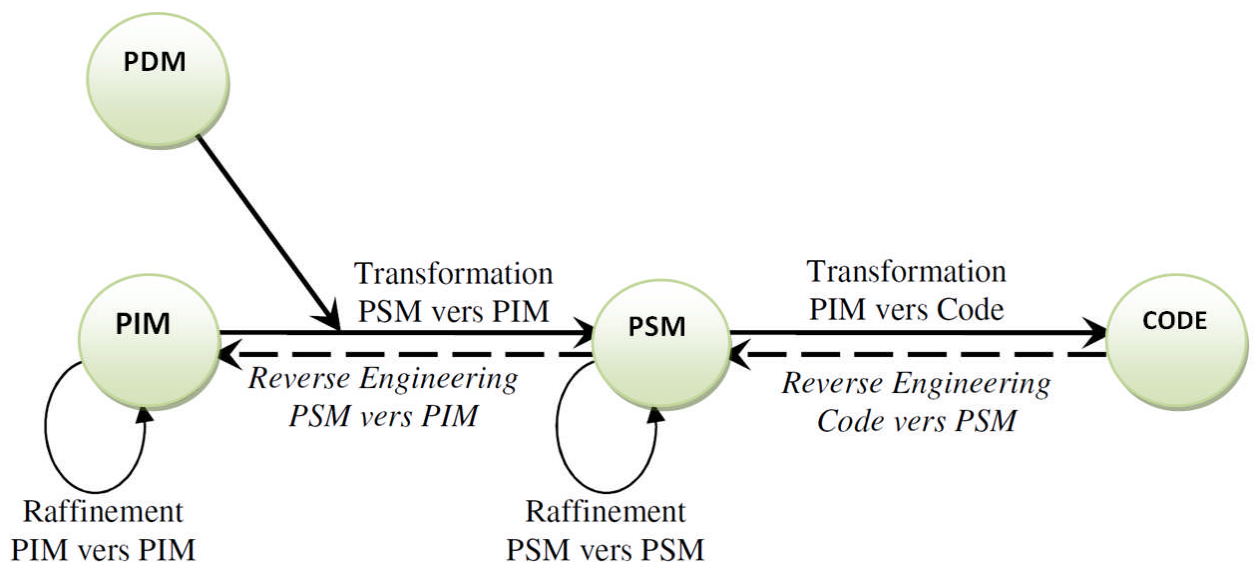 PDM
Transformation
PSM vers PIM
Transformation
PIM vers Code
PIM
PSM
CODE
Reverse Engineering
PSM vers PIM
Reverse Engineering
Code vers PSM
Raffinement
PIM vers PIM
Raffinement
PSM vers PSM